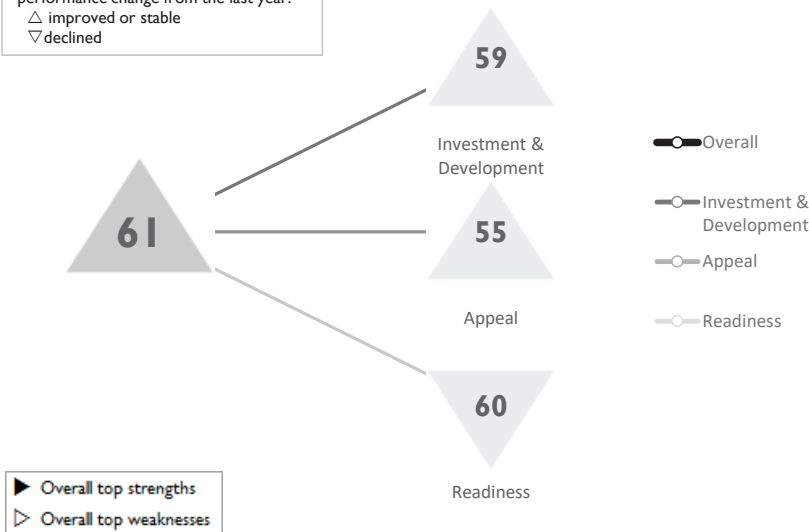 performance change from the last year:
△ improved or stable
▽ declined
59
Investment &
Development
61
55
Appeal
60
Readiness
Overall
Investment &
Development
Appeal
Readiness
▶ Overall top strengths
▷ Overall top weaknesses